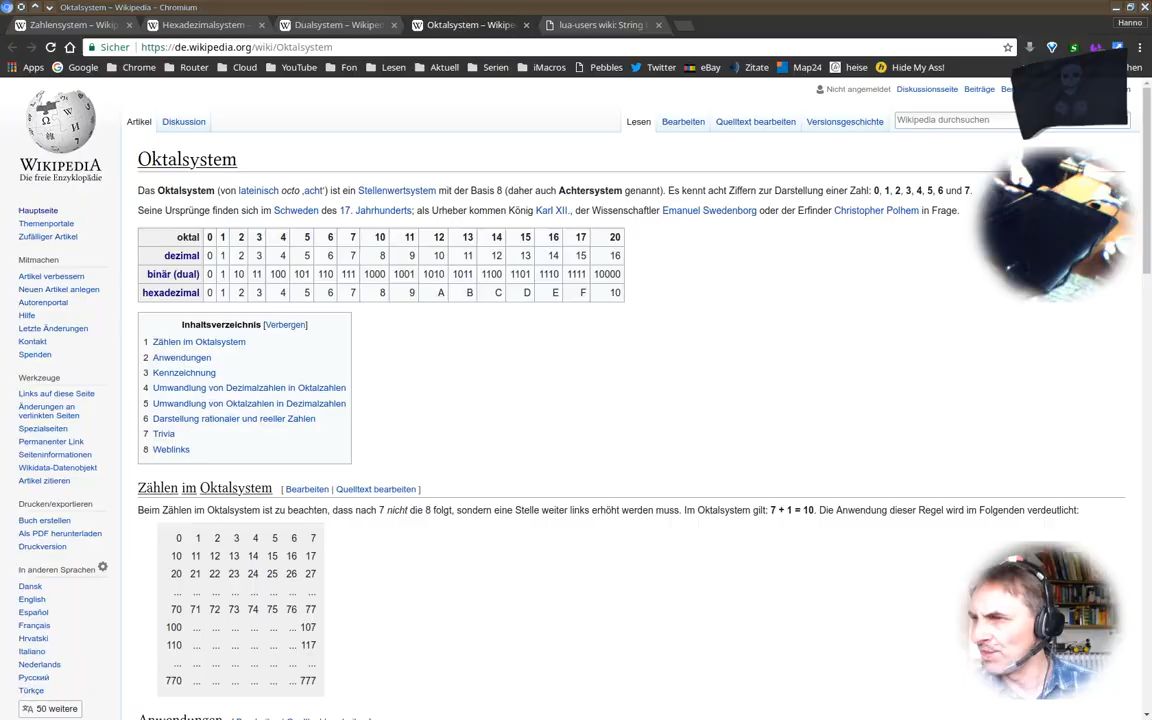 Oktalsystem – Wikipedia – Chromium
Zahlensystem – Wikip
Hexadezimalsystem –
Dualsystem – Wikiped
Oktalsystem – Wikipe
lua-users wiki: String
Hanno
Sicher
https://de.wikipedia.org/wiki/Oktalsystem
Apps Google Chrome Router Cloud YouTube Fon Lesen Aktuell Serien iMacros Pebbles Twitter eBay Zitate Map24 heise Hide My Ass!
Nicht angemeldet Diskussionsseite Beiträge
Artikel Diskussion Lesen Bearbeiten Quelltext bearbeiten Versionsgeschichte Wikipedia durchsuchen
WIKIPEDIA
Die freie Enzyklopädie
Hauptseite
Themenportale
Zufälliger Artikel
Mitmachen
Artikel verbessern
Neuen Artikel anlegen
Autorenportal
Hilfe
Letzte Änderungen
Kontakt
Spenden
Werkzeuge
Links auf diese Seite
Änderungen an
verlinkten Seiten
Spezialseiten
Permanenter Link
Seiteninformationen
Wikidata-Datenobjekt
Artikel zitieren
Drucken/exportieren
Buch erstellen
Als PDF herunterladen
Druckversion
In anderen Sprachen
Dansk
English
Español
Français
Hrvatski
Italiano
Nederlands
Русский
Türkçe
50 weitere
Oktalsystem
Das Oktalsystem (von lateinisch octo ‚acht‘) ist ein Stellenwertsystem mit der Basis 8 (daher auch Achtersystem genannt). Es kennt acht Ziffern zur Darstellung einer Zahl: 0, 1, 2, 3, 4, 5, 6 und 7.
Seine Ursprünge finden sich im Schweden des 17. Jahrhunderts; als Urheber kommen König Karl XII., der Wissenschaftler Emanuel Swedenborg oder der Erfinder Christopher Polhem in Frage.
oktal 0 1 2 3 4 5 6 7 10 11 12 13 14 15 16 17 20
dezimal 0 1 2 3 4 5 6 7 8 9 10 11 12 13 14 15 16
binär (dual) 0 1 10 11 100 101 110 111 1000 1001 1010 1011 1100 1101 1110 1111 10000
hexadezimal 0 1 2 3 4 5 6 7 8 9 A B C D E F 10
Inhaltsverzeichnis [Verbergen]
1 Zählen im Oktalsystem
2 Anwendungen
3 Kennzeichnung
4 Umwandlung von Dezimalzahlen in Oktalzahlen
5 Umwandlung von Oktalzahlen in Dezimalzahlen
6 Darstellung rationaler und reeller Zahlen
7 Trivia
8 Weblinks
Zählen im Oktalsystem [ Bearbeiten | Quelltext bearbeiten ]
Beim Zählen im Oktalsystem ist zu beachten, dass nach 7 nicht die 8 folgt, sondern eine Stelle weiter links erhöht werden muss. Im Oktalsystem gilt: 7 + 1 = 10. Die Anwendung dieser Regel wird im Folgenden verdeutlicht:
0 1 2 3 4 5 6 7
10 11 12 13 14 15 16 17
20 21 22 23 24 25 26 27
... ... ... ... ... ... ... ...
70 71 72 73 74 75 76 77
100 ... ... ... ... ... ... 107
110 ... ... ... ... ... ... 117
... ... ... ... ... ... ... ...
770 ... ... ... ... ... ... 777